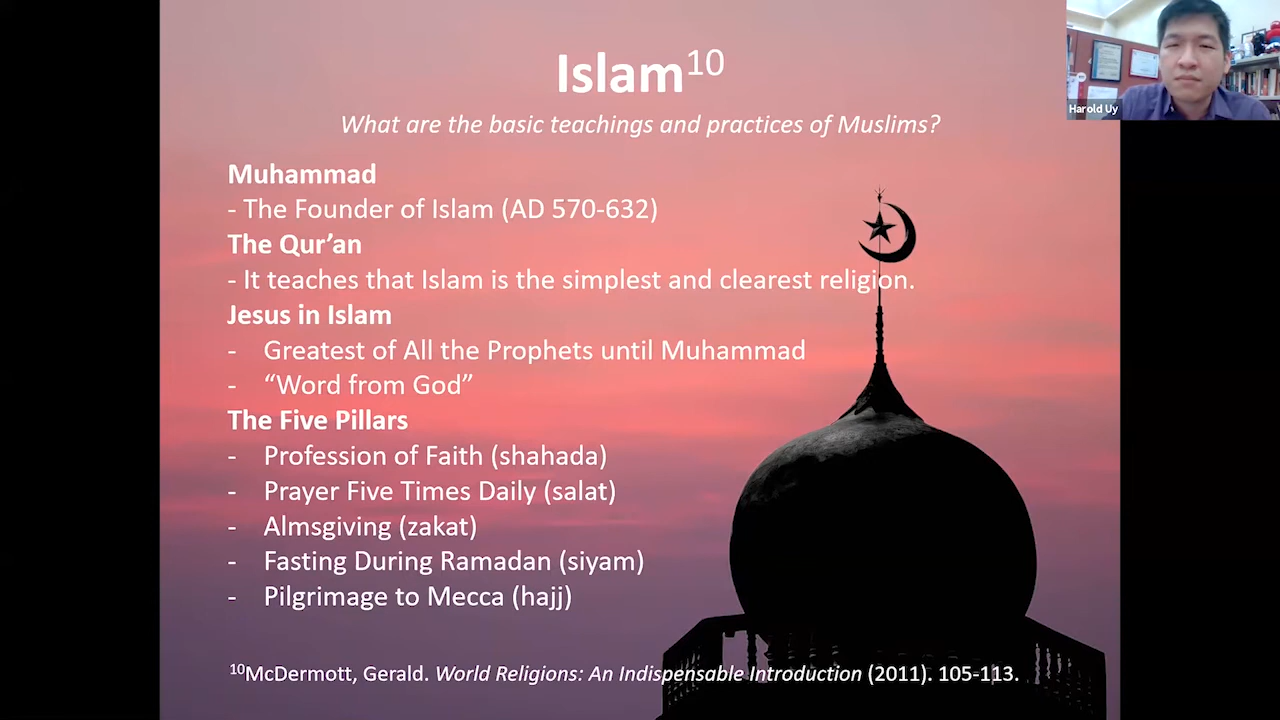 Islam10
What are the basic teachings and practices of Muslims?
Harold Uy
Muhammad
- The Founder of Islam (AD 570-632)
The Qur’an
- It teaches that Islam is the simplest and clearest religion.
Jesus in Islam
- Greatest of All the Prophets until Muhammad
- “Word from God”
The Five Pillars
- Profession of Faith (shahada)
- Prayer Five Times Daily (salat)
- Almsgiving (zakat)
- Fasting During Ramadan (siyam)
- Pilgrimage to Mecca (hajj)
10McDermott, Gerald. World Religions: An Indispensable Introduction (2011). 105-113.